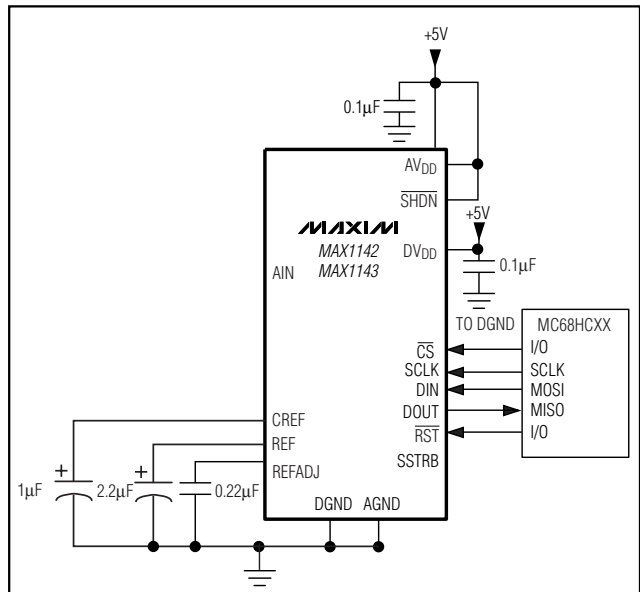 +5V
0.1µF
AVDD
SHDN
MAXIM
+5V
MAX1142
MAX1143
DVDD
AIN
0.1µF
TO DGND
MC68HCXX
CS
I/O
SCLK
SCLK
DIN
MOSI
DOUT
MISO
RST
I/O
SSTRB
CREF
REF
REFADJ
+
1µF
+
2.2µF
0.22µF
DGND AGND